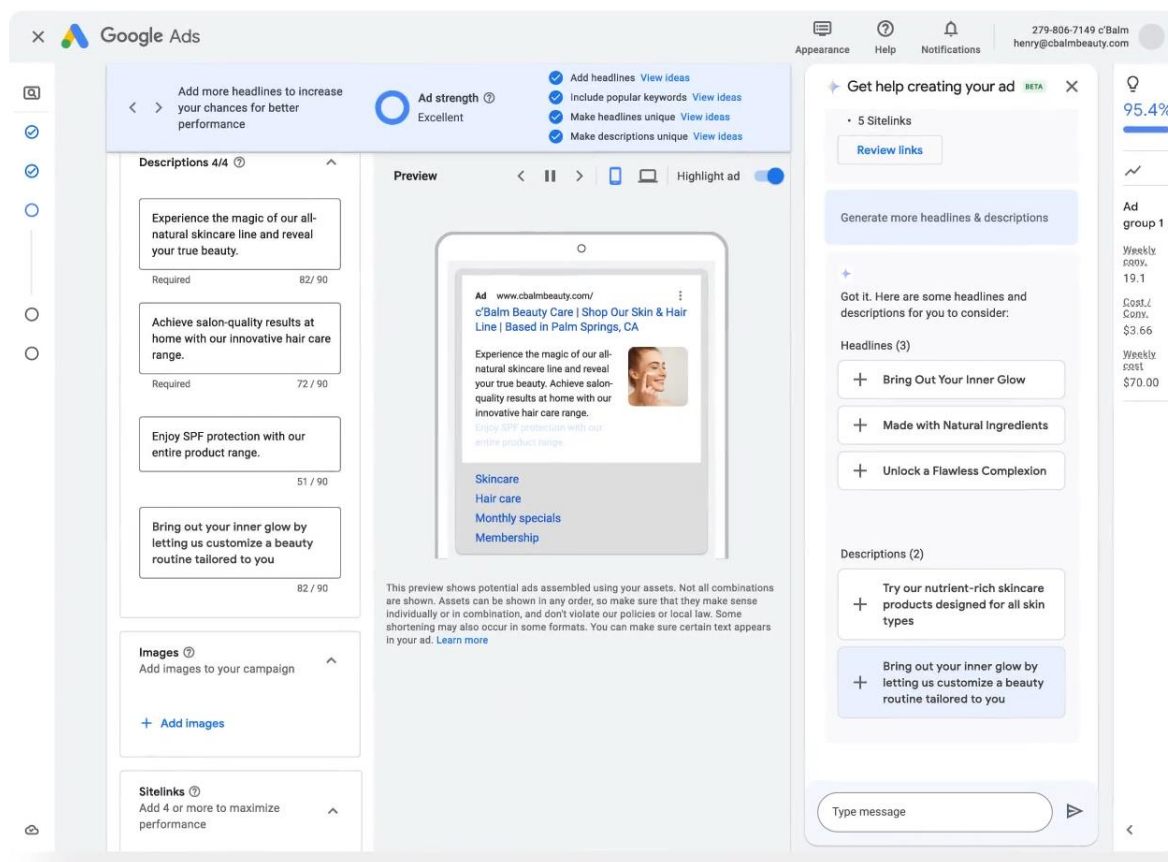 Google Ads
Appearance
Help
Notifications
279-806-7149 c'Balm
henry@cbalmbeauty.com
Add more headlines to increase
your chances for better
performance
Ad strength
Excellent
Add headlines View ideas
Include popular keywords View ideas
Make headlines unique View ideas
Make descriptions unique View ideas
Descriptions 4/4
Experience the magic of our all-
natural skincare line and reveal
your true beauty.
Required 82/ 90
Achieve salon-quality results at
home with our innovative hair care
range.
Required 72 / 90
Enjoy SPF protection with our
entire product range.
51 / 90
Bring out your inner glow by
letting us customize a beauty
routine tailored to you
82 / 90
Images
Add images to your campaign
+ Add images
Sitelinks
Add 4 or more to maximize
performance
Preview
Highlight ad
Ad www.cbalmbeauty.com/
c'Balm Beauty Care | Shop Our Skin & Hair
Line | Based in Palm Springs, CA
Experience the magic of our all-
natural skincare line and reveal
your true beauty. Achieve salon-
quality results at home with our
innovative hair care range.
Enjoy SPF protection with our
entire product range.
Skincare
Hair care
Monthly specials
Membership
This preview shows potential ads assembled using your assets. Not all combinations
are shown. Assets can be shown in any order, so make sure that they make sense
individually or in combination, and don't violate our policies or local law. Some
shortening may also occur in some formats. You can make sure certain text appears
in your ad. Learn more
Get help creating your ad BETA
• 5 Sitelinks
Review links
Generate more headlines & descriptions
Got it. Here are some headlines and
descriptions for you to consider:
Headlines (3)
+ Bring Out Your Inner Glow
+ Made with Natural Ingredients
+ Unlock a Flawless Complexion
Descriptions (2)
Try our nutrient-rich skincare
+ products designed for all skin
types
Bring out your inner glow by
+ letting us customize a beauty
routine tailored to you
Type message
95.4%
Ad
group 1
Weekly
conv.
19.1
Cost /
Conv.
$3.66
Weekly
cost
$70.00